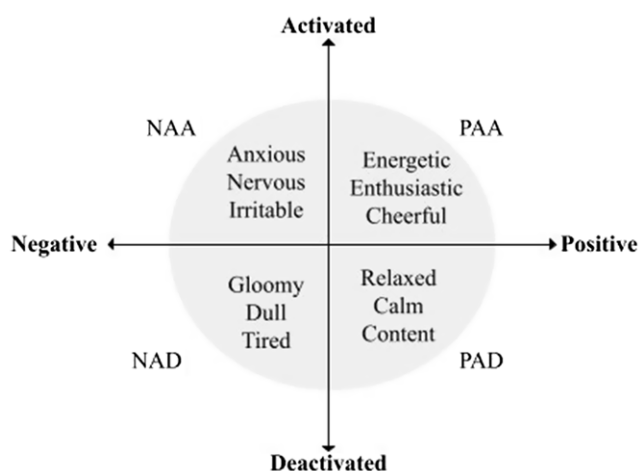 Activated
NAA
PAA
Anxious
Nervous
Irritable
Energetic
Enthusiastic
Cheerful
Negative
Positive
Gloomy
Dull
Tired
Relaxed
Calm
Content
NAD
PAD
Deactivated